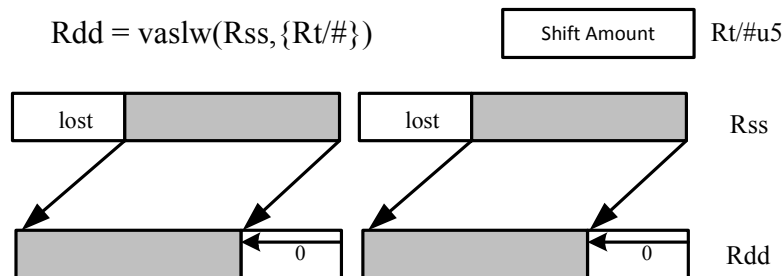 Rdd = vaslw(Rss,{Rt/#})
Shift Amount Rt/#u5
lost lost Rss
0 0 Rdd